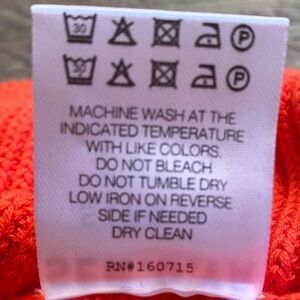 30 P
30 P
MACHINE WASH AT THE
INDICATED TEMPERATURE
WITH LIKE COLORS.
DO NOT BLEACH
DO NOT TUMBLE DRY
LOW IRON ON REVERSE
SIDE IF NEEDED
DRY CLEAN
RN#160715